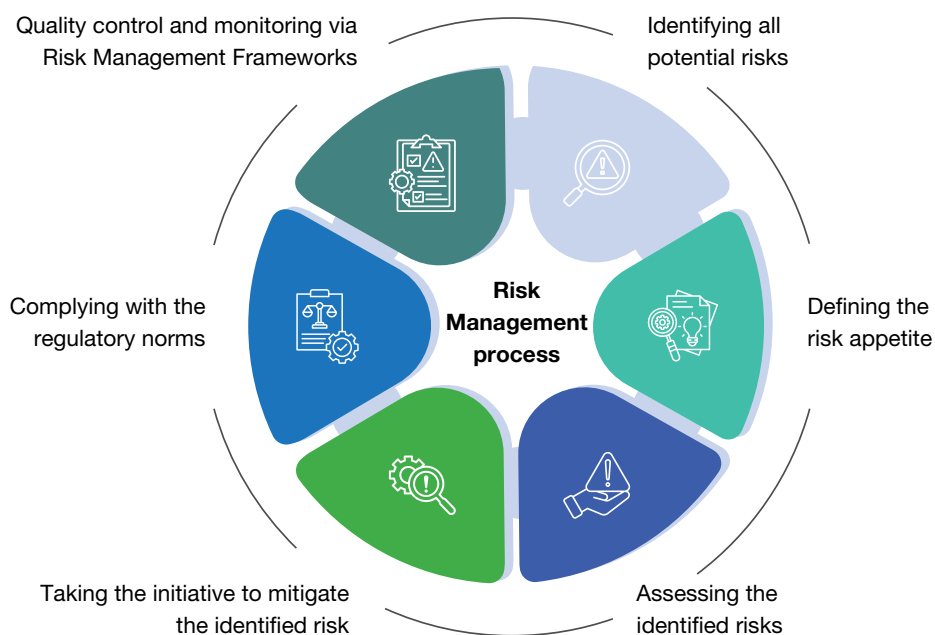 Quality control and monitoring via
Risk Management Frameworks
Identifying all
potential risks
Risk
Management
process
Complying with the
regulatory norms
Defining the
risk appetite
Taking the initiative to mitigate
the identified risk
Assessing the
identified risks